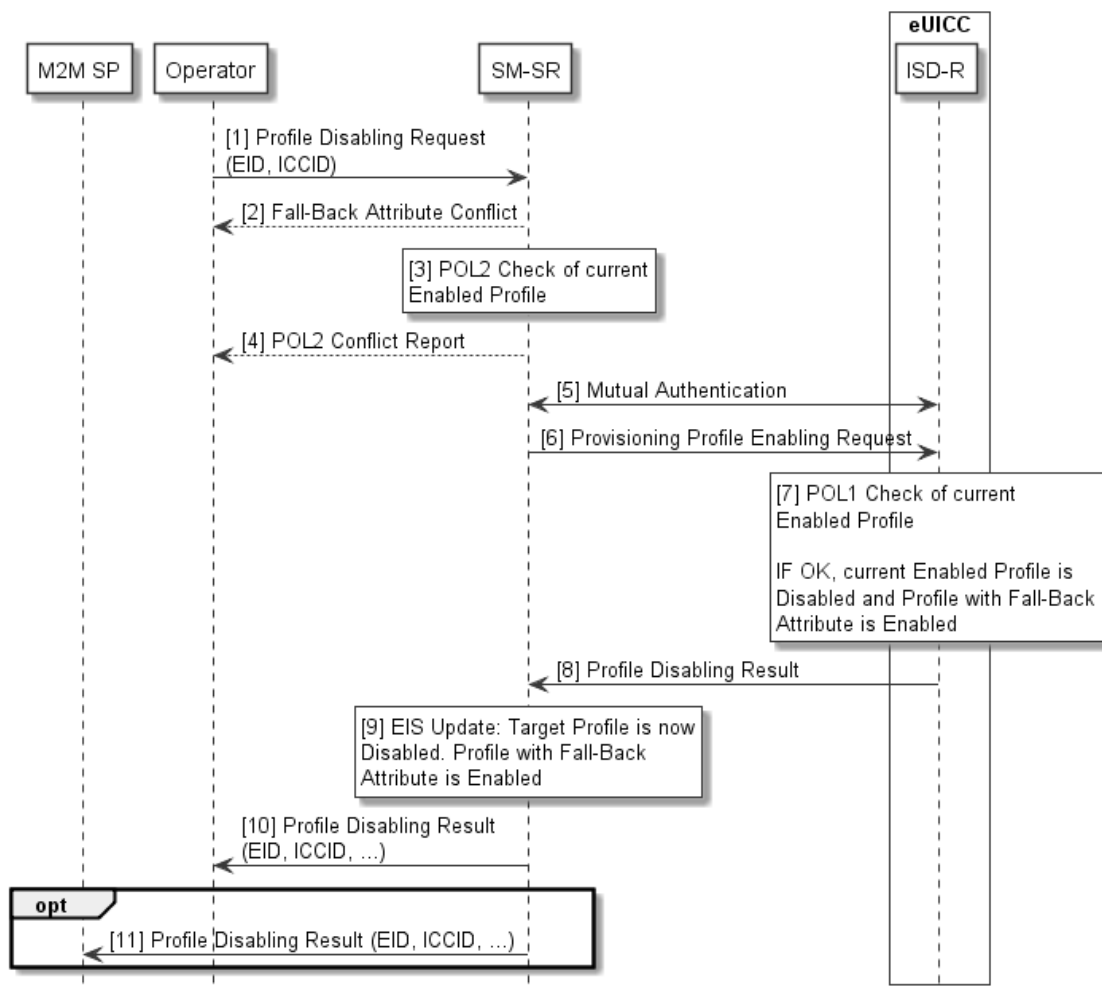 eUICC
M2M SP
Operator
SM-SR
ISD-R
[1] Profile Disabling Request
(EID, ICCID)
[2] Fall-Back Attribute Conflict
[3] POL2 Check of current
Enabled Profile
[4] POL2 Conflict Report
[5] Mutual Authentication
[6] Provisioning Profile Enabling Request
[7] POL1 Check of current
Enabled Profile
IF OK, current Enabled Profile is
Disabled and Profile with Fall-Back
Attribute is Enabled
[8] Profile Disabling Result
[9] EIS Update: Target Profile is now
Disabled. Profile with Fall-Back
Attribute is Enabled
[10] Profile Disabling Result
(EID, ICCID, ...)
opt
[11] Profile Disabling Result (EID, ICCID, ...)